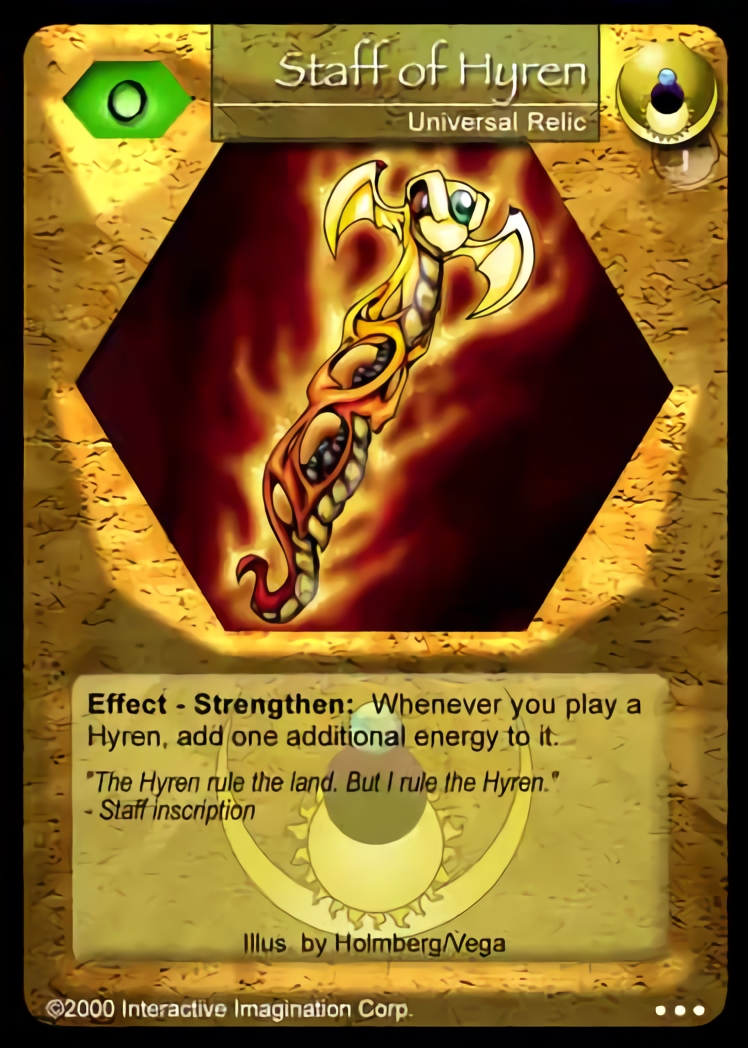 0
Staff of Hyren
Universal Relic
Effect - Strengthen: Whenever you play a
Hyren, add one additional energy to it.
"The Hyren rule the land. But I rule the Hyren."
- Staff inscription
Illus. by Holmberg/Vega
©2000 Interactive Imagination Corp.